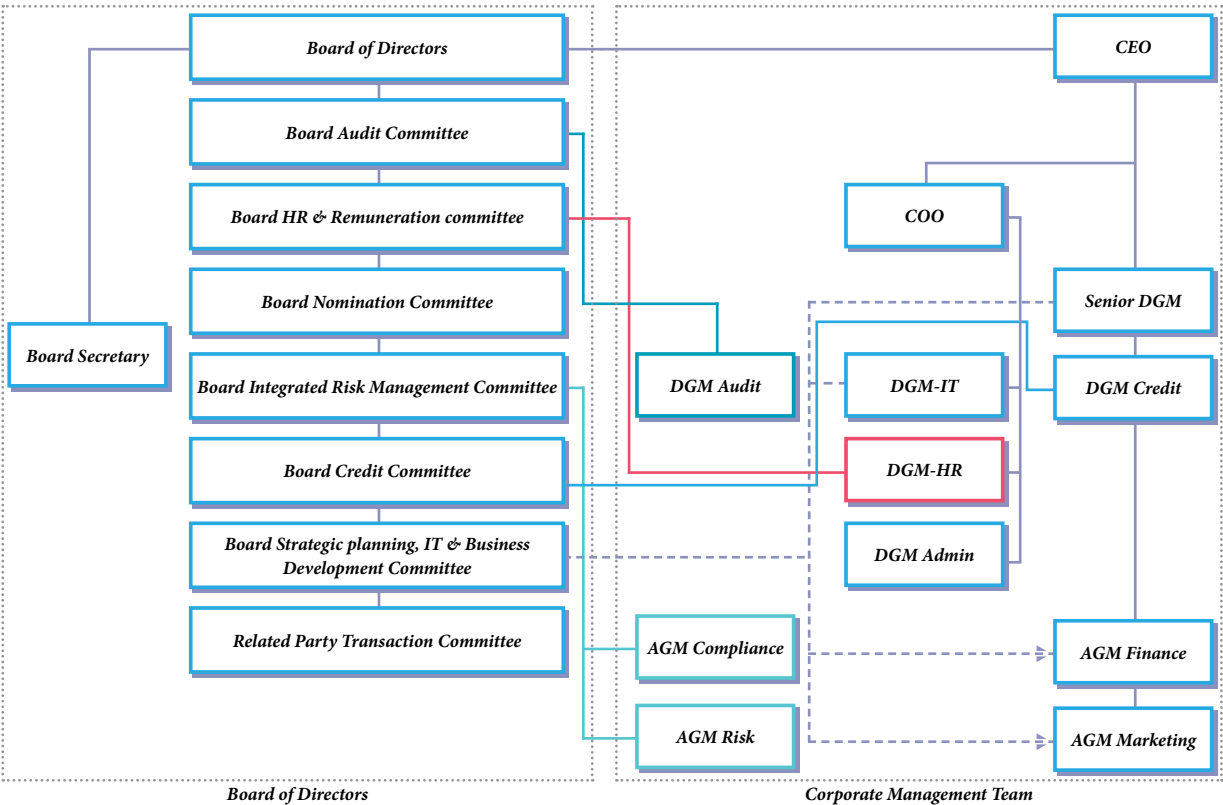 Board of Directors
CEO
Board Audit Committee
Board HR & Remuneration committee
COO
Board Nomination Committee
Senior DGM
Board Secretary
Board Integrated Risk Management Committee
DGM Audit
DGM-IT
DGM Credit
Board Credit Committee
DGM-HR
Board Strategic planning, IT & Business
Development Committee
DGM Admin
Related Party Transaction Committee
AGM Compliance
AGM Finance
AGM Risk
AGM Marketing
Board of Directors
Corporate Management Team